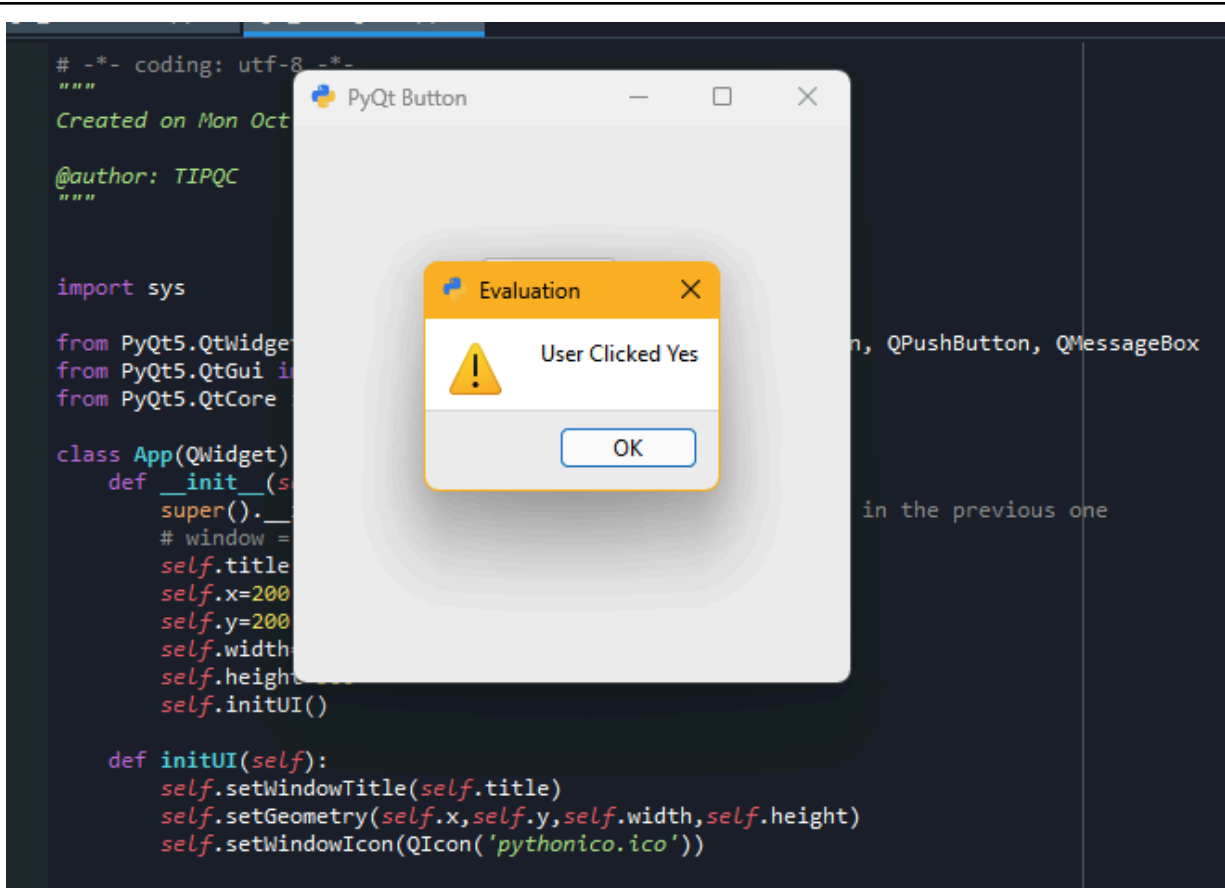 # -*- coding: utf-8 -*-
"""
Created on Mon Oct
@author: TIPQC
"""
PyQt Button
Evaluation
User Clicked Yes
OK
import sys
from PyQt5.QtWidge n, QPushButton, QMessageBox
from PyQt5.QtGui i
from PyQt5.QtCore
class App(QWidget)
def __init__(s
super().__ in the previous one
# window =
self.title
self.x=200
self.y=200
self.width=
self.height
self.initUI()
def initUI(self):
self.setWindowTitle(self.title)
self.setGeometry(self.x,self.y,self.width,self.height)
self.setWindowIcon(QIcon('pythonico.ico'))